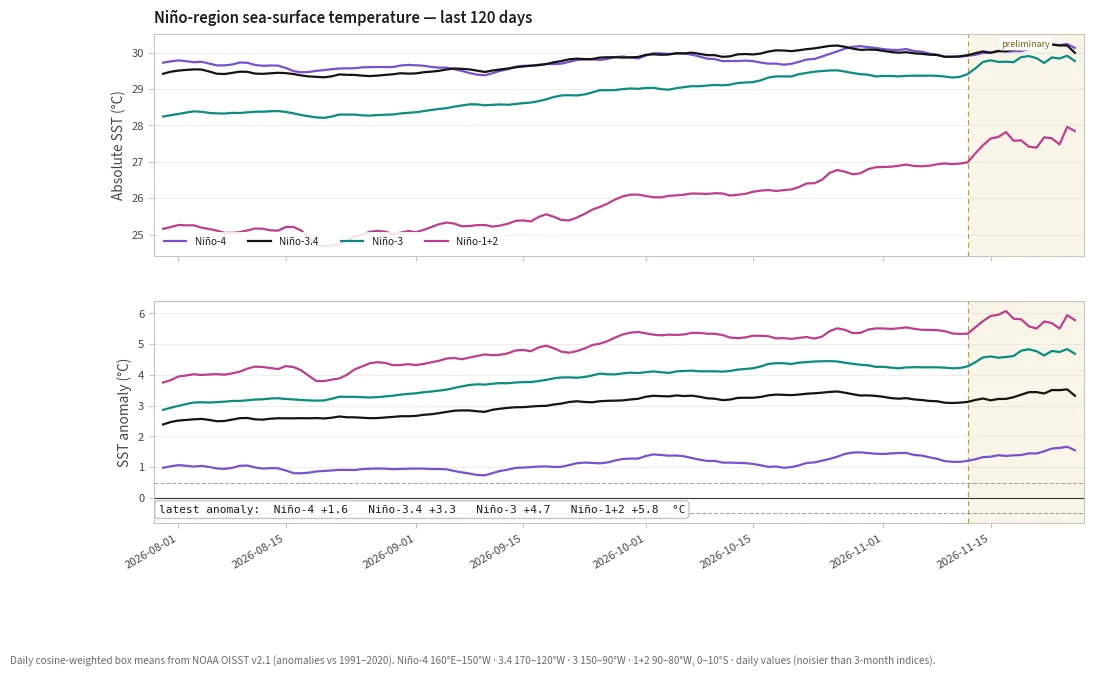 Niño-region sea-surface temperature — last 120 days
Absolute SST (°C)
30
29
28
27
26
25
preliminary
Niño-4 Niño-3.4 Niño-3 Niño-1+2
SST anomaly (°C)
6
5
4
3
2
1
0
latest anomaly: Niño-4 +1.6 Niño-3.4 +3.3 Niño-3 +4.7 Niño-1+2 +5.8 °C
2026-08-01 2026-08-15 2026-09-01 2026-09-15 2026-10-01 2026-10-15 2026-11-01 2026-11-15
Daily cosine-weighted box means from NOAA OISST v2.1 (anomalies vs 1991–2020). Niño-4 160°E–150°W · 3.4 170–120°W · 3 150–90°W · 1+2 90–80°W, 0–10°S · daily values (noisier than 3-month indices).